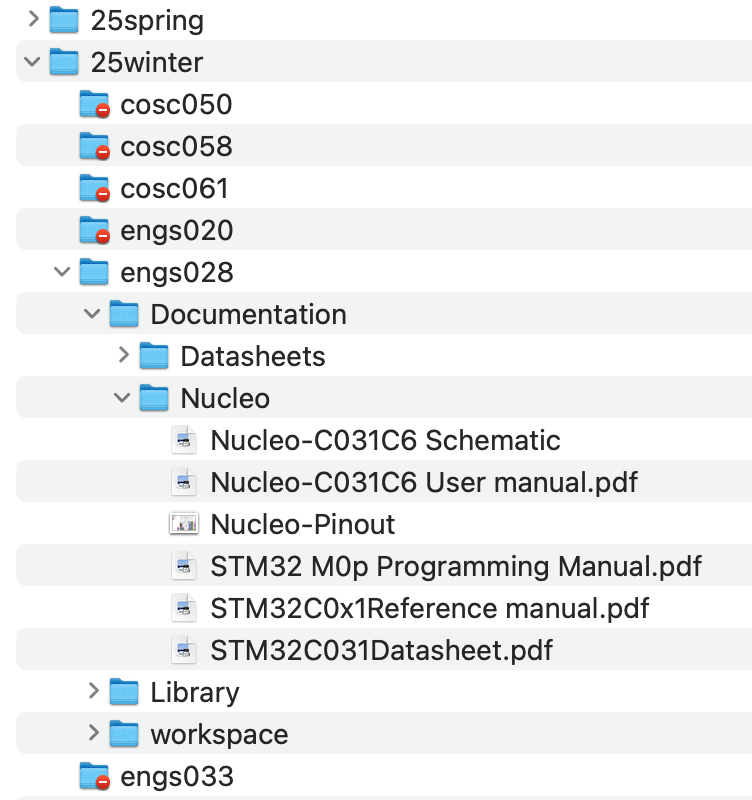 25spring
25winter
cosc050
cosc058
cosc061
engs020
engs028
Documentation
Datasheets
Nucleo
Nucleo-C031C6 Schematic
Nucleo-C031C6 User manual.pdf
Nucleo-Pinout
STM32 M0p Programming Manual.pdf
STM32C0x1Reference manual.pdf
STM32C031Datasheet.pdf
Library
workspace
engs033